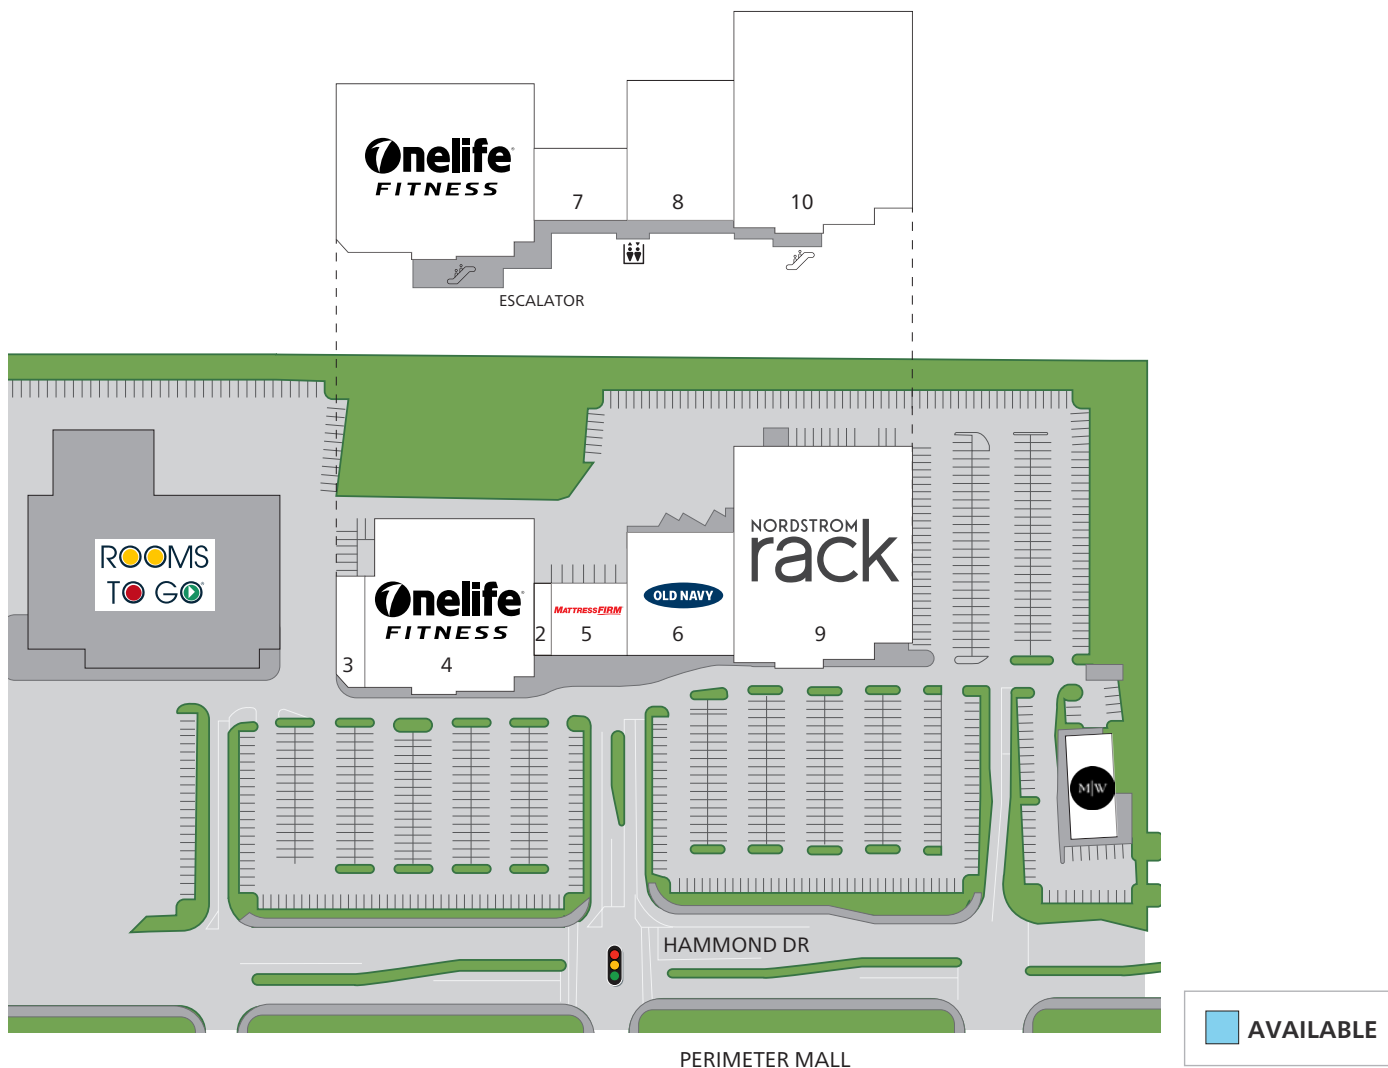 Onelife
FITNESS
7
8
10
ESCALATOR
ROOMS
TO GO
Onelife
FITNESS
3
4
2
MATTRESSFIRM
5
OLD NAVY
6
NORDSTROM
rack
9
M|W
HAMMOND DR
PERIMETER MALL
AVAILABLE